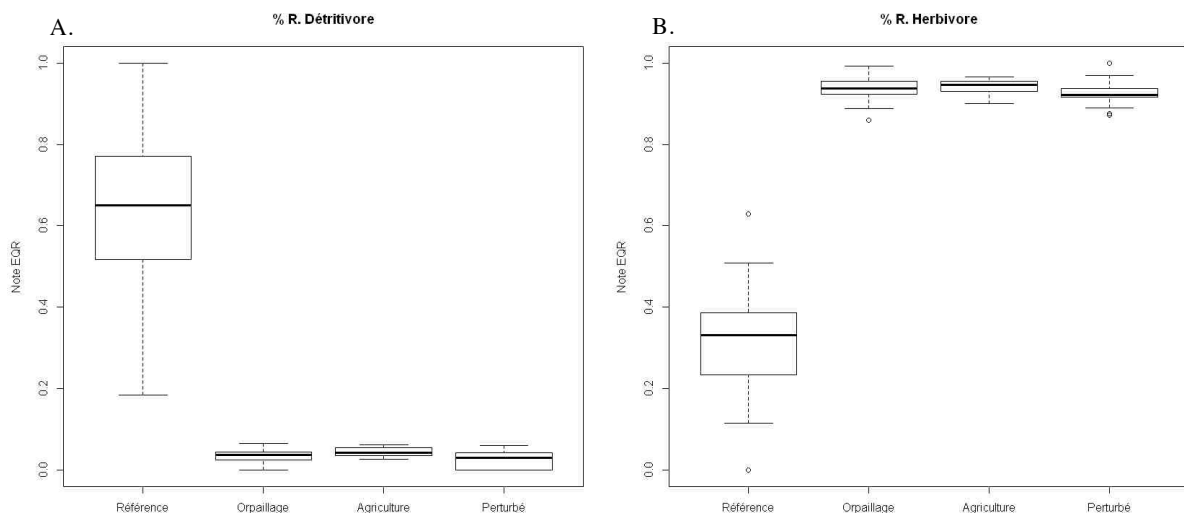 A.
% R. Détritivore
Note EQR
1.0
0.8
0.6
0.4
0.2
0.0
Référence
Orpaillage
Agriculture
Perturbé
B.
% R. Herbivore
Note EQR
1.0
0.8
0.6
0.4
0.2
0.0
Référence
Orpaillage
Agriculture
Perturbé